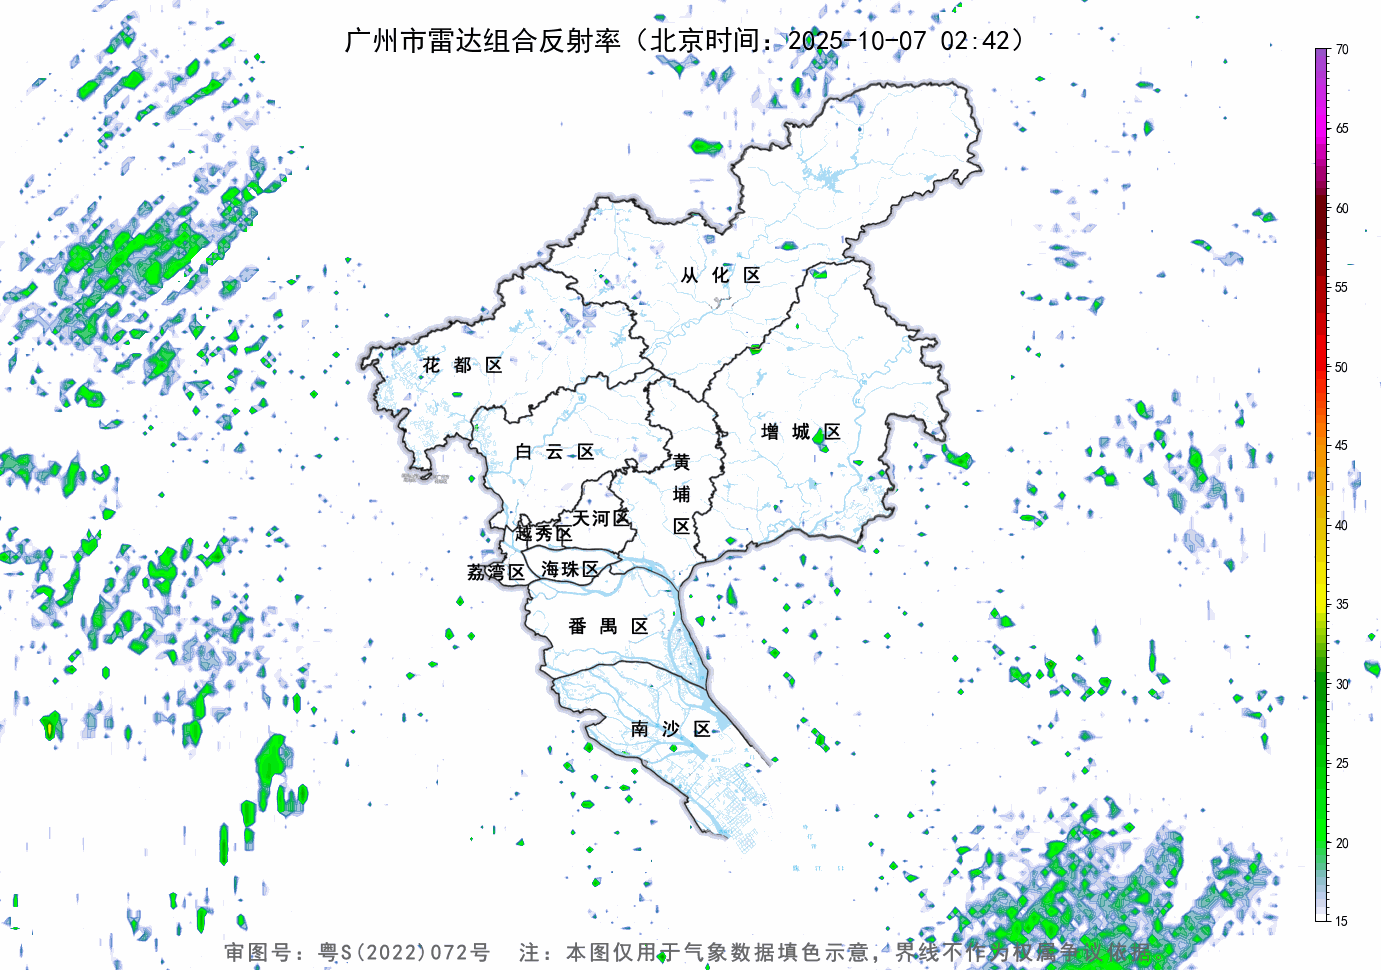 广州市雷达组合反射率（北京时间：2025-10-07 02:42）
70
65
60
55
50
45
40
35
30
25
20
15
从化区
花都区
增城区
白云区
黄埔区
天河区
越秀区
荔湾区
海珠区
番禺区
南沙区
审图号：粤S(2022)072号 注：本图仅用于气象数据填色示意，界线不作为权属争议依据